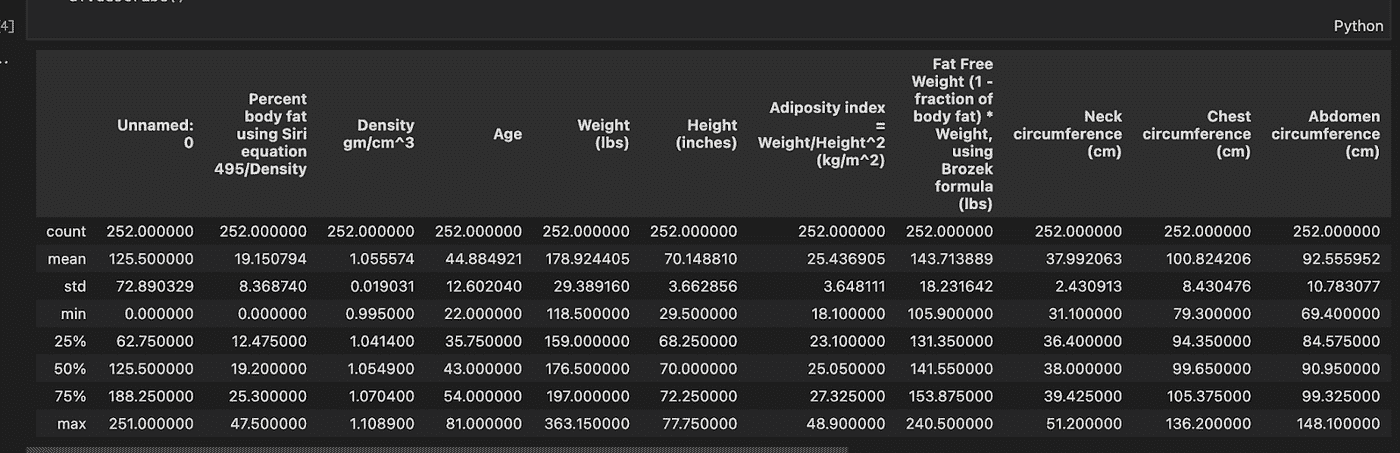 4]
Python
..
Unnamed: 0 Percent body fat using Siri equation 495/Density Density gm/cm^3 Age Weight (lbs) Height (inches) Adiposity index = Weight/Height^2 (kg/m^2) Fat Free Weight (1 - fraction of body fat) * Weight, using Brozek formula (lbs) Neck circumference (cm) Chest circumference (cm) Abdomen circumference (cm)
count 252.000000 252.000000 252.000000 252.000000 252.000000 252.000000 252.000000 252.000000 252.000000 252.000000 252.000000
mean 125.500000 19.150794 1.055574 44.884921 178.924405 70.148810 25.436905 143.713889 37.992063 100.824206 92.555952
std 72.890329 8.368740 0.019031 12.602040 29.389160 3.662856 3.648111 18.231642 2.430913 8.430476 10.783077
min 0.000000 0.000000 0.995000 22.000000 118.500000 29.500000 18.100000 105.900000 31.100000 79.300000 69.400000
25% 62.750000 12.475000 1.041400 35.750000 159.000000 68.250000 23.100000 131.350000 36.400000 94.350000 84.575000
50% 125.500000 19.200000 1.054900 43.000000 176.500000 70.000000 25.050000 141.550000 38.000000 99.650000 90.950000
75% 188.250000 25.300000 1.070400 54.000000 197.000000 72.250000 27.325000 153.875000 39.425000 105.375000 99.325000
max 251.000000 47.500000 1.108900 81.000000 363.150000 77.750000 48.900000 240.500000 51.200000 136.200000 148.100000